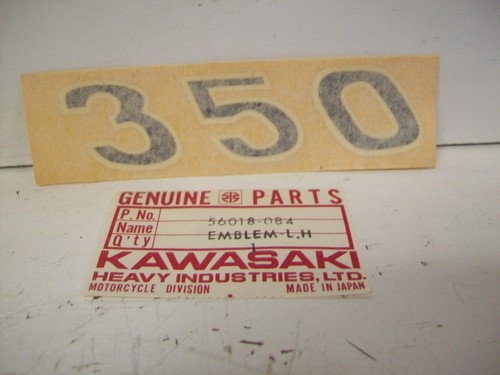 350
GENUINE PARTS
P. No. 56018-084
Name EMBLEM-L,H
Q'ty 1
KAWASAKI
HEAVY INDUSTRIES, LTD.
MOTORCYCLE DIVISION MADE IN JAPAN